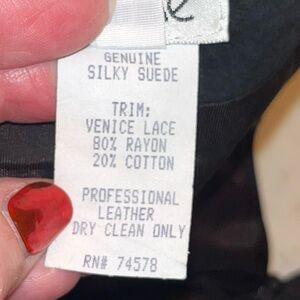 GENUINE
SILKY SUEDE
TRIM:
VENICE LACE
80% RAYON
20% COTTON
PROFESSIONAL
LEATHER
DRY CLEAN ONLY
RN# 74578